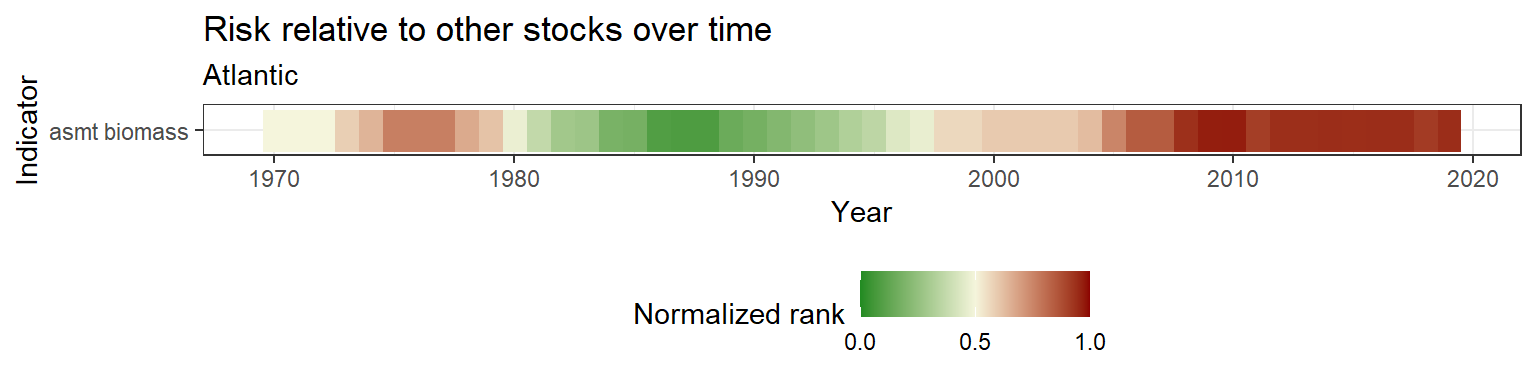 Risk relative to other stocks over time
Atlantic
Indicator
asmt biomass
1970 1980 1990 2000 2010 2020
Year
Normalized rank
0.0 0.5 1.0